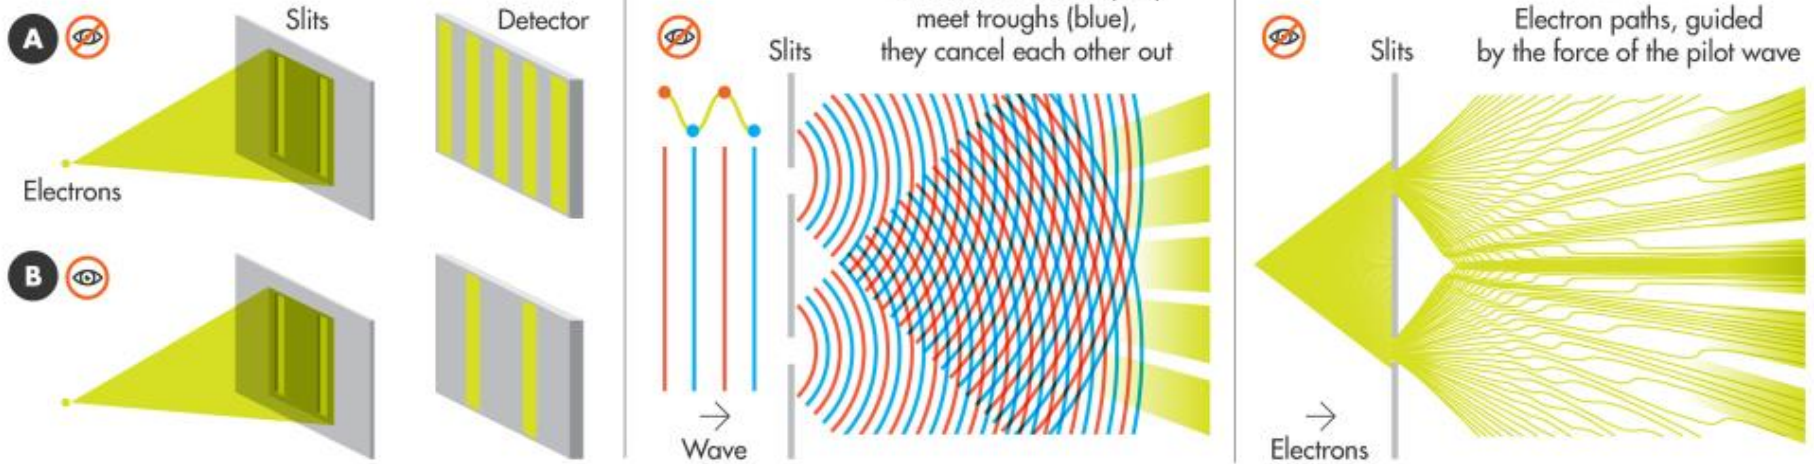 A
Slits
Detector
Electrons
B
meet troughs (blue),
they cancel each other out
Slits
Wave
Electron paths, guided
by the force of the pilot wave
Slits
Electrons